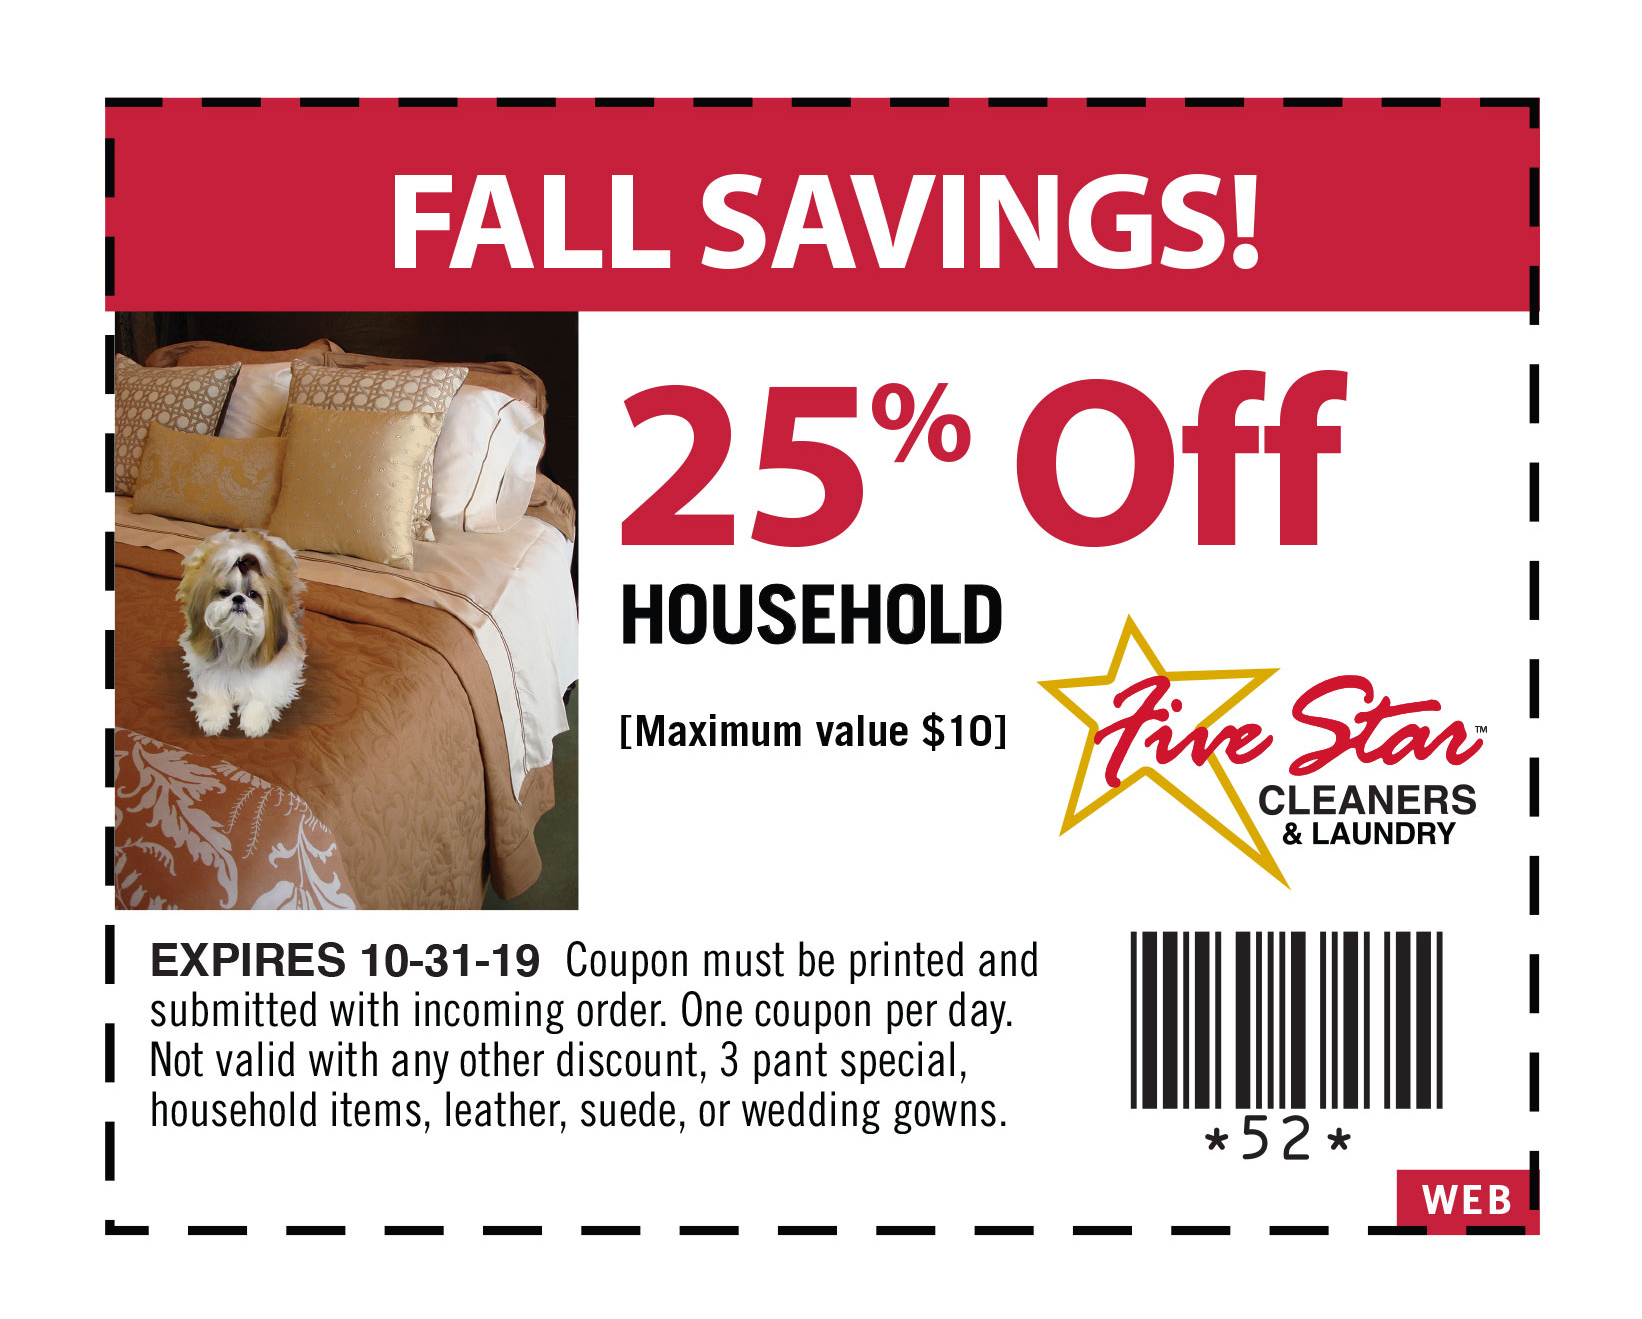 FALL SAVINGS!
25% Off
HOUSEHOLD
[Maximum value $10]
Five Star™
CLEANERS
& LAUNDRY
EXPIRES 10-31-19 Coupon must be printed and
submitted with incoming order. One coupon per day.
Not valid with any other discount, 3 pant special,
household items, leather, suede, or wedding gowns.
*52*
WEB